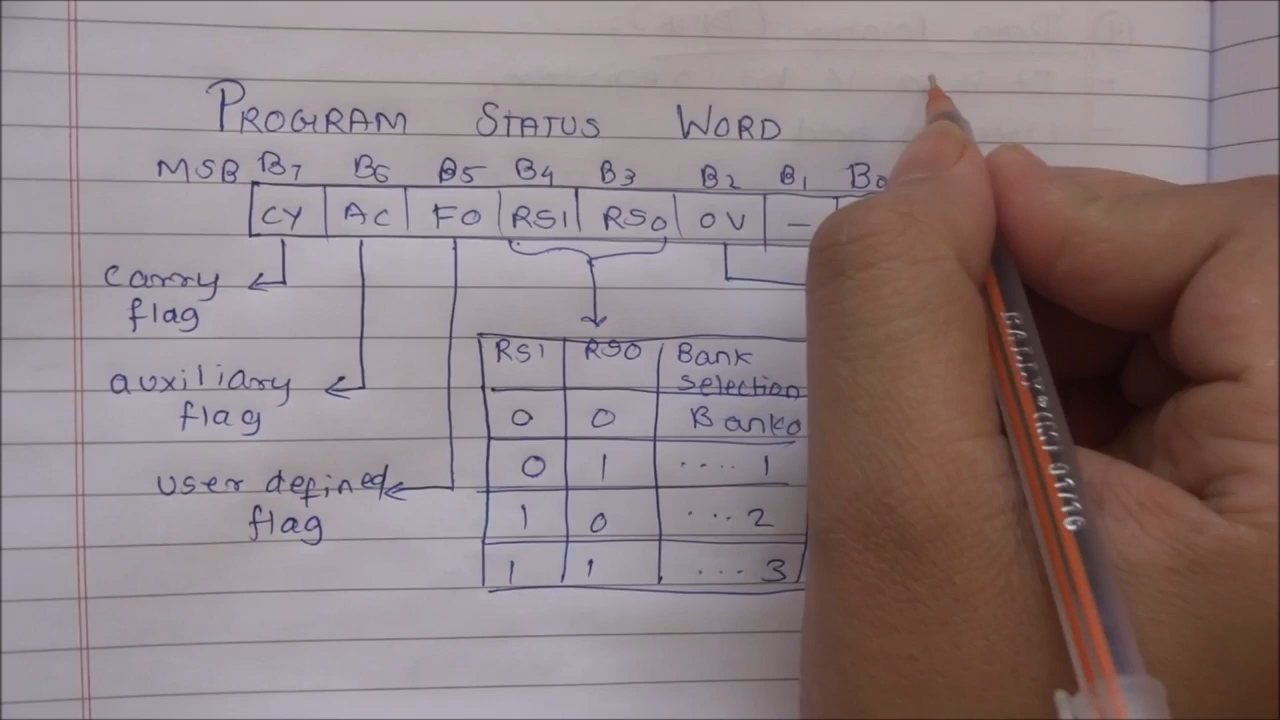 PROGRAM STATUS WORD
MSB B7 B6 B5 B4 B3 B2 B1 B0
CY AC F0 RS1 RS0 OV —
carry
flag
auxiliary
flag
user defined
flag
RS1 RS0 Bank
selection
0 0 Bank0
0 1 .... 1
1 0 ... 2
1 1 ... 3